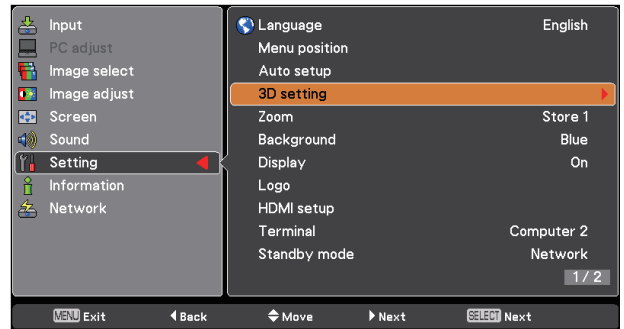 Input
PC adjust
Image select
Image adjust
Screen
Sound
Setting
Information
Network
Language English
Menu position
Auto setup
3D setting
Zoom Store 1
Background Blue
Display On
Logo
HDMI setup
Terminal Computer 2
Standby mode Network
1/2
MENU Exit Back Move Next SELECT Next